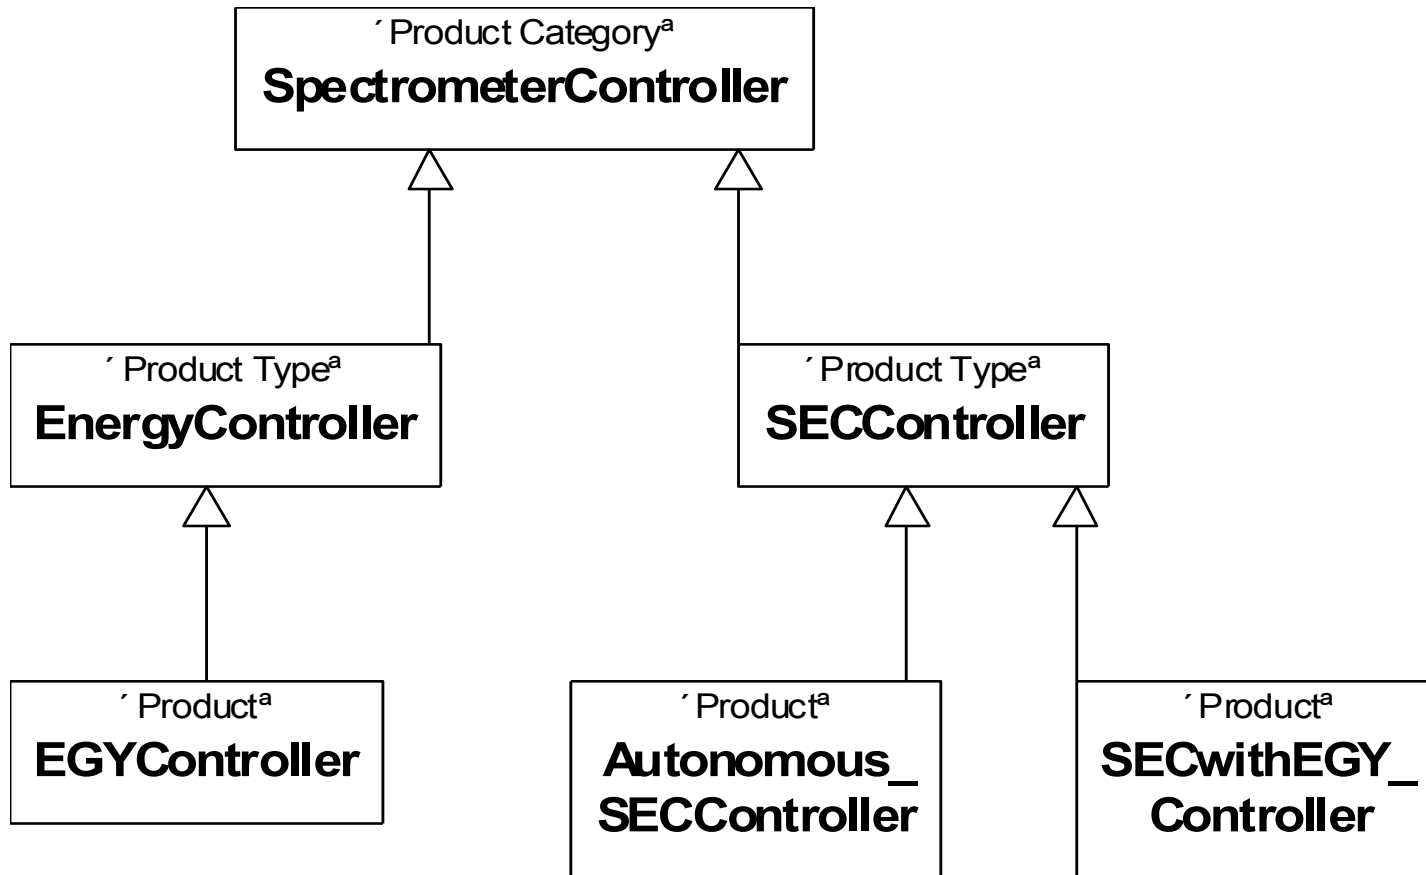 ´Product Categoryª
SpectrometerController
´Product Typeª
EnergyController
´Product Typeª
SECController
´Productª
EGYController
´Productª
Autonomous_
SECController
´Productª
SECwithEGY_
Controller